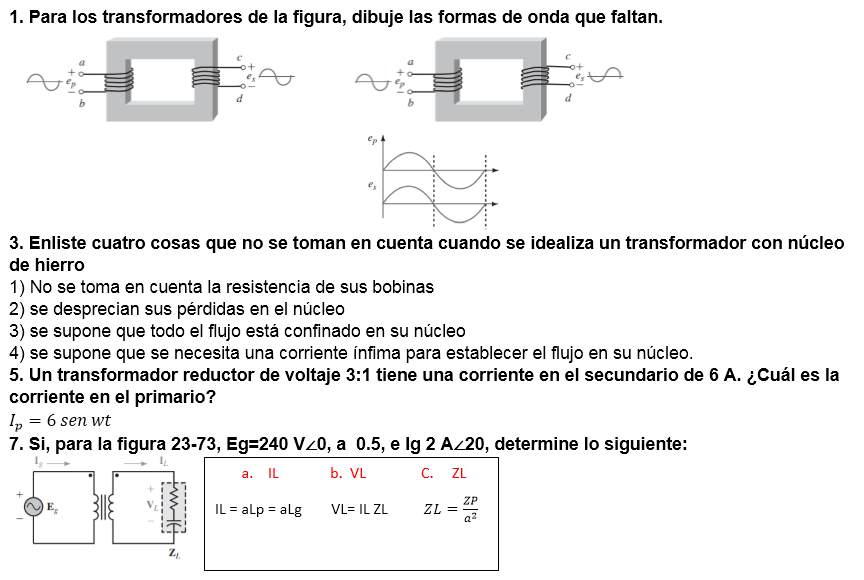 1. Para los transformadores de la figura, dibuje las formas de onda que faltan.
a
+
e_p
−
b
c
+
e_s
−
d
a
+
e_p
−
b
c
+
e_s
−
d
e_p
e_s
3. Enliste cuatro cosas que no se toman en cuenta cuando se idealiza un transformador con núcleo
de hierro
1) No se toma en cuenta la resistencia de sus bobinas
2) se desprecian sus pérdidas en el núcleo
3) se supone que todo el flujo está confinado en su núcleo
4) se supone que se necesita una corriente ínfima para establecer el flujo en su núcleo.
5. Un transformador reductor de voltaje 3:1 tiene una corriente en el secundario de 6 A. ¿Cuál es la
corriente en el primario?
I_p = 6 sen wt
7. Si, para la figura 23-73, Eg=240 V∠0, a 0.5, e Ig 2 A∠20, determine lo siguiente:
I_g
I_L
+
E_g
−
+
V_L
−
Z_L
a. IL b. VL C. ZL
IL = aLp = aLg VL= IL ZL ZL = ZP/a²